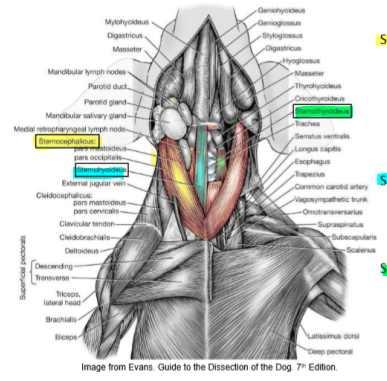 Geniohyoideus
Mylohyoideus
Genioglossus
Digastricus
Styloglossus
Masseter
Digastricus
Hyoglossus
Mandibular lymph nodes
Masseter
Parotid duct
Thyrohyoideus
Parotid gland
Cricothyroideus
Mandibular salivary gland
Sternothyroideus
Medial retropharyngeal lymph node
Trachea
Sternocephalicus:
Serratus ventralis
pars mastoideus
Longus capitis
pars occipitalis
Esophagus
Sternohyoideus
Trapezius
External jugular vein
Common carotid artery
Cleidocephalicus:
Vagosympathetic trunk
pars mastoideus
Omotransversarius
pars cervicalis
Supraspinatus
Clavicular tendon
Subscapularis
Cleidobrachialis
Scalenus
Deltoideus
Superficial pectorals
Descending
Transverse
Triceps,
lateral head
Brachialis
Biceps
Latissimus dorsi
Deep pectoral
Image from Evans. Guide to the Dissection of the Dog. 7th Edition.
S
S
S